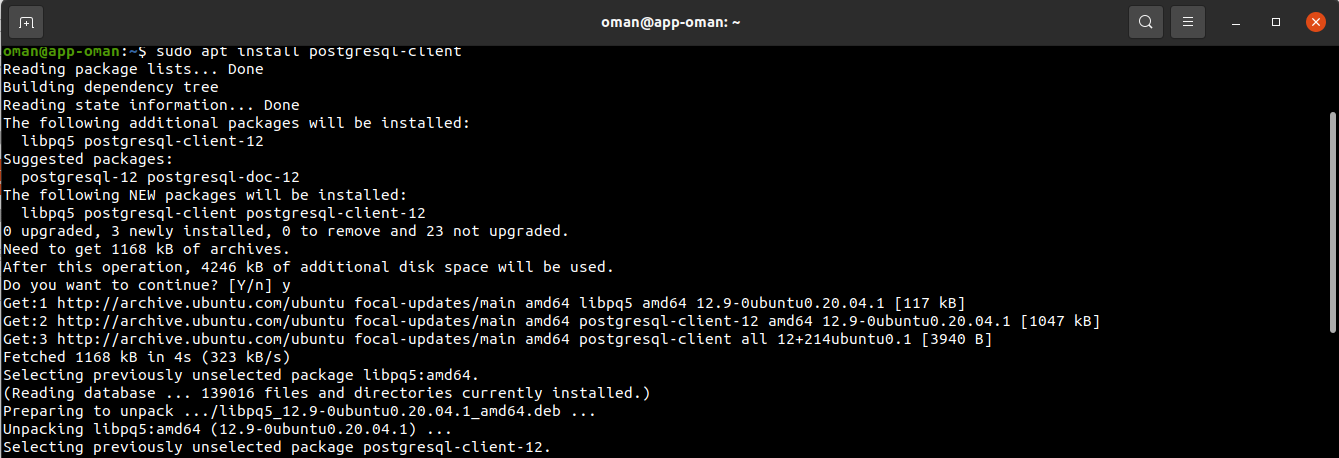 oman@app-oman: ~
oman@app-oman:~$ sudo apt install postgresql-client
Reading package lists... Done
Building dependency tree
Reading state information... Done
The following additional packages will be installed:
  libpq5 postgresql-client-12
Suggested packages:
  postgresql-12 postgresql-doc-12
The following NEW packages will be installed:
  libpq5 postgresql-client postgresql-client-12
0 upgraded, 3 newly installed, 0 to remove and 23 not upgraded.
Need to get 1168 kB of archives.
After this operation, 4246 kB of additional disk space will be used.
Do you want to continue? [Y/n] y
Get:1 http://archive.ubuntu.com/ubuntu focal-updates/main amd64 libpq5 amd64 12.9-0ubuntu0.20.04.1 [117 kB]
Get:2 http://archive.ubuntu.com/ubuntu focal-updates/main amd64 postgresql-client-12 amd64 12.9-0ubuntu0.20.04.1 [1047 kB]
Get:3 http://archive.ubuntu.com/ubuntu focal-updates/main amd64 postgresql-client all 12+214ubuntu0.1 [3940 B]
Fetched 1168 kB in 4s (323 kB/s)
Selecting previously unselected package libpq5:amd64.
(Reading database ... 139016 files and directories currently installed.)
Preparing to unpack .../libpq5_12.9-0ubuntu0.20.04.1_amd64.deb ...
Unpacking libpq5:amd64 (12.9-0ubuntu0.20.04.1) ...
Selecting previously unselected package postgresql-client-12.